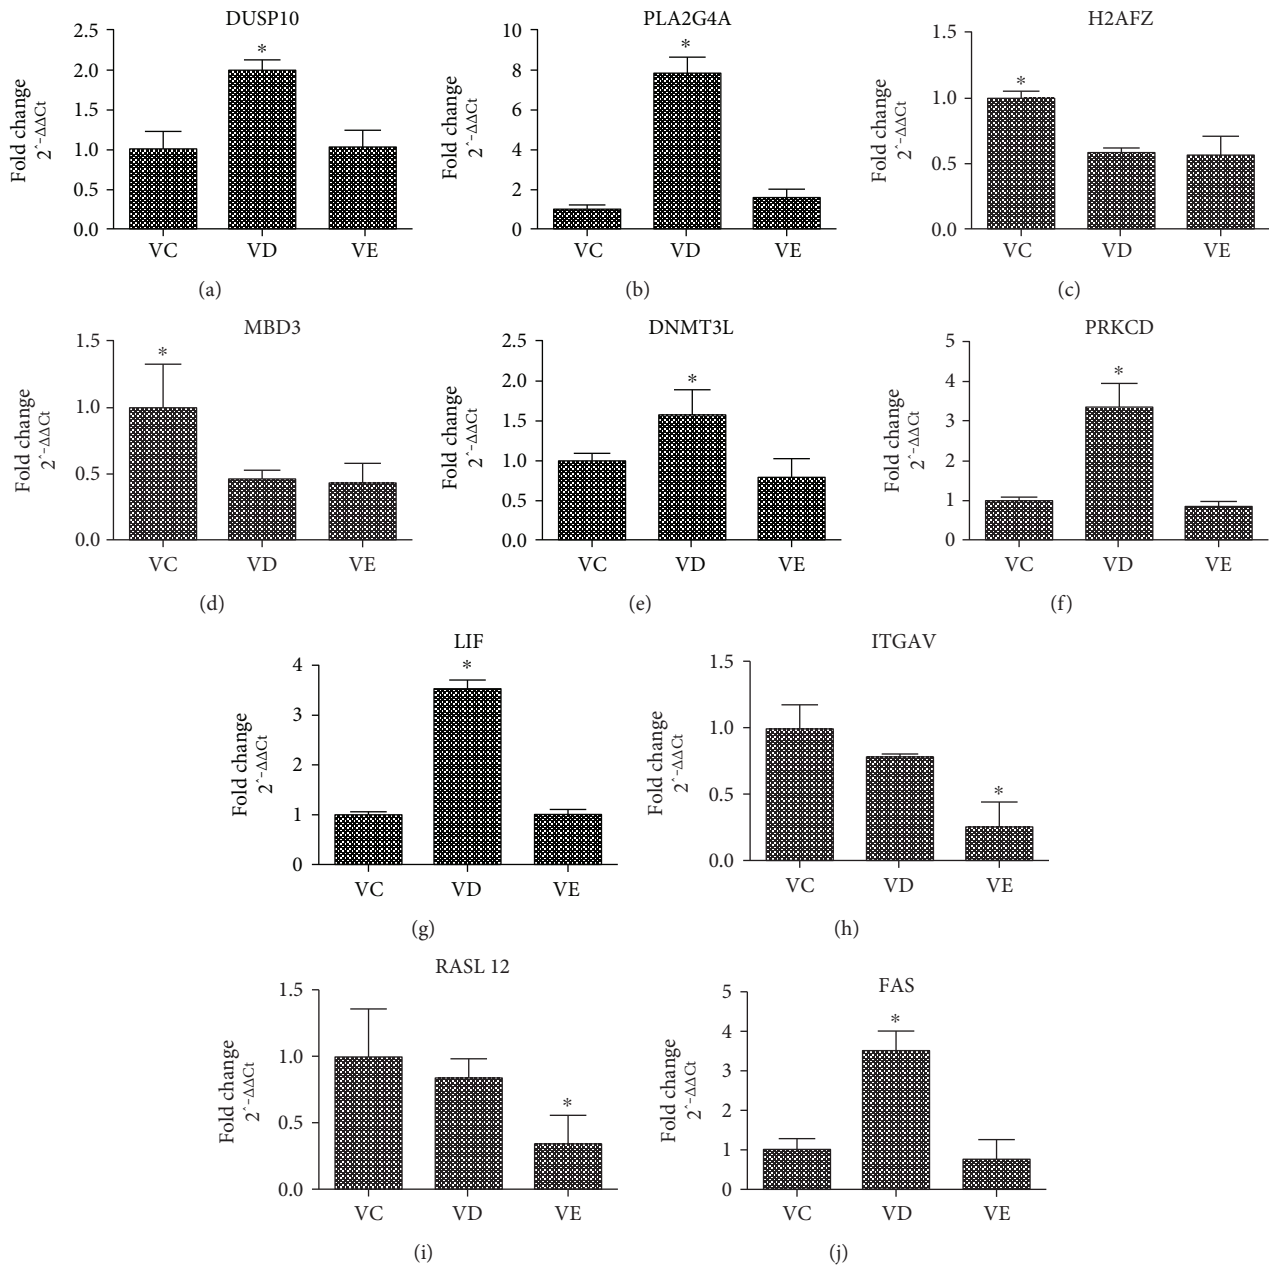 DUSP10
2.5
2.0
1.5
1.0
0.5
0.0
Fold change
2^-ΔΔCt
*
VC VD VE
(a)
PLA2G4A
10
8
6
4
2
0
Fold change
2^-ΔΔCt
*
VC VD VE
(b)
H2AFZ
1.5
1.0
0.5
0.0
Fold change
2^-ΔΔCt
*
VC VD VE
(c)
MBD3
1.5
1.0
0.5
0.0
Fold change
2^-ΔΔCt
*
VC VD VE
(d)
DNMT3L
2.5
2.0
1.5
1.0
0.5
0.0
Fold change
2^-ΔΔCt
*
VC VD VE
(e)
PRKCD
5
4
3
2
1
0
Fold change
2^-ΔΔCt
*
VC VD VE
(f)
LIF
4
3
2
1
0
Fold change
2^-ΔΔCt
*
VC VD VE
(g)
ITGAV
1.5
1.0
0.5
0.0
Fold change
2^-ΔΔCt
*
VC VD VE
(h)
RASL 12
1.5
1.0
0.5
0.0
Fold change
2^-ΔΔCt
*
VC VD VE
(i)
FAS
5
4
3
2
1
0
Fold change
2^-ΔΔCt
*
VC VD VE
(j)